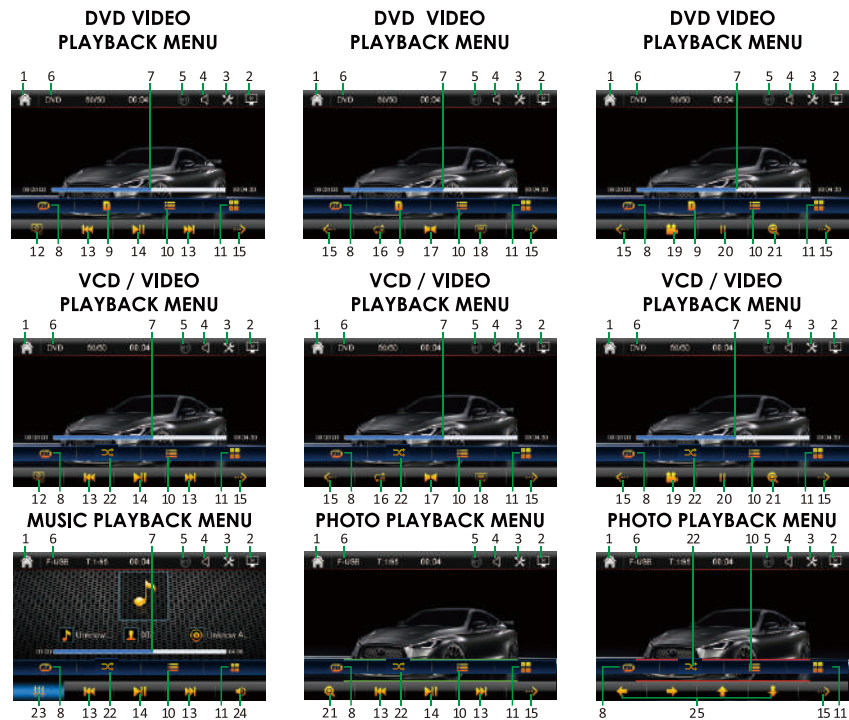 DVD VIDEO
PLAYBACK MENU
1 6 7 5 4 3 2
DVD 00:04
12 8 13 9 14 10 13 11 15
DVD VIDEO
PLAYBACK MENU
1 6 7 5 4 3 2
DVD 00:04
15 8 16 9 17 10 18 11 15
DVD VIDEO
PLAYBACK MENU
1 6 7 5 4 3 2
DVD 00:04
15 8 19 9 20 10 21 11 15
VCD / VIDEO
PLAYBACK MENU
1 6 7 5 4 3 2
DVD 00:04
12 8 13 22 14 10 13 11 15
VCD / VIDEO
PLAYBACK MENU
1 6 7 5 4 3 2
DVD 00:04
15 8 16 22 17 10 18 11 15
VCD / VIDEO
PLAYBACK MENU
1 6 7 5 4 3 2
DVD 00:04
15 8 19 22 20 10 21 11 15
MUSIC PLAYBACK MENU
1 6 7 5 4 3 2
F-USB 00:04
23 8 13 22 14 10 13 11 24
PHOTO PLAYBACK MENU
1 6 5 4 3 2
F-USB 00:04
21 8 13 22 14 10 13 11 15
PHOTO PLAYBACK MENU
1 6 22 10 5 4 3 2
F-USB 00:04
8 25 15 11